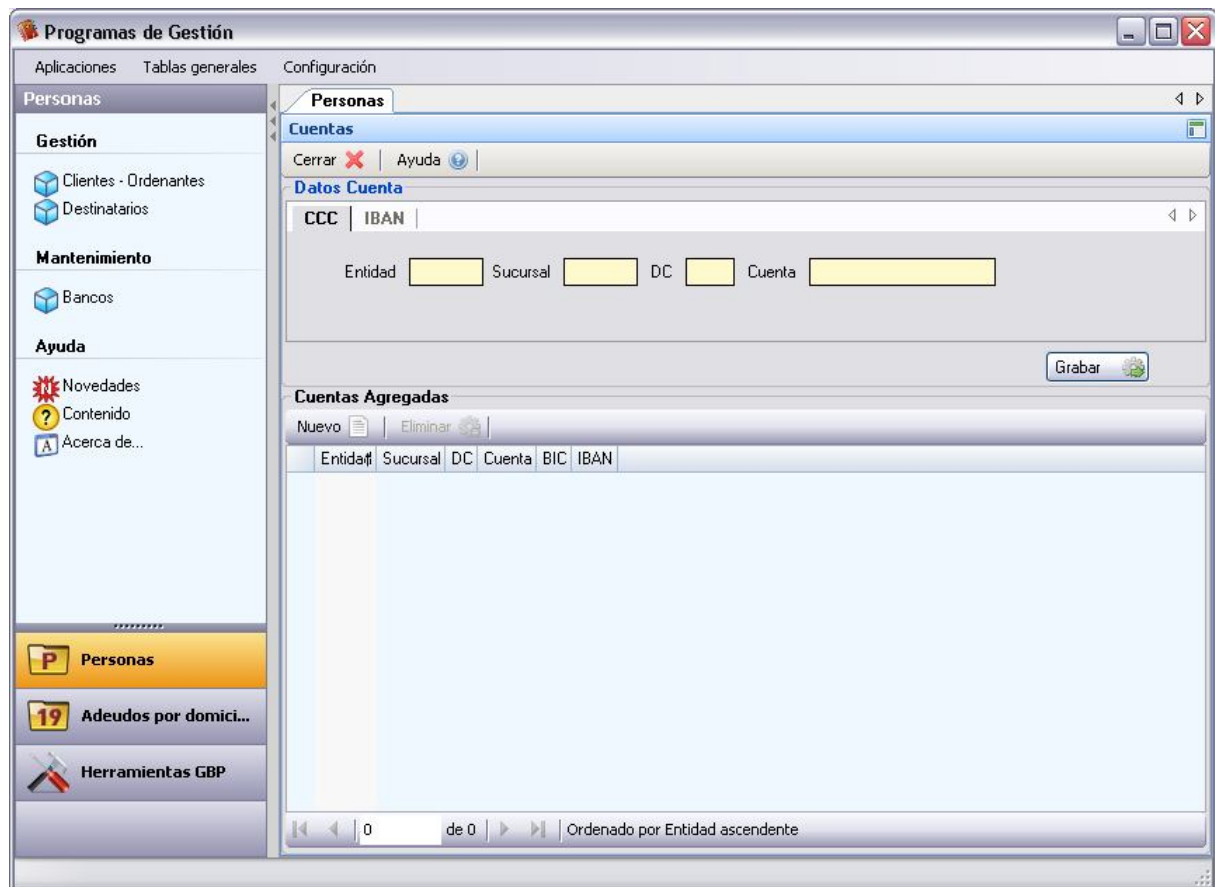 Programas de Gestión
Aplicaciones Tablas generales Configuración
Personas
Gestión
Clientes - Ordenantes
Destinatarios
Mantenimiento
Bancos
Ayuda
Novedades
Contenido
Acerca de...
P Personas
19 Adeudos por domici...
Herramientas GBP
Personas
Cuentas
Cerrar Ayuda
Datos Cuenta
CCC IBAN
Entidad Sucursal DC Cuenta
Grabar
Cuentas Agregadas
Nuevo Eliminar
Entidad Sucursal DC Cuenta BIC IBAN
0 de 0 Ordenado por Entidad ascendente